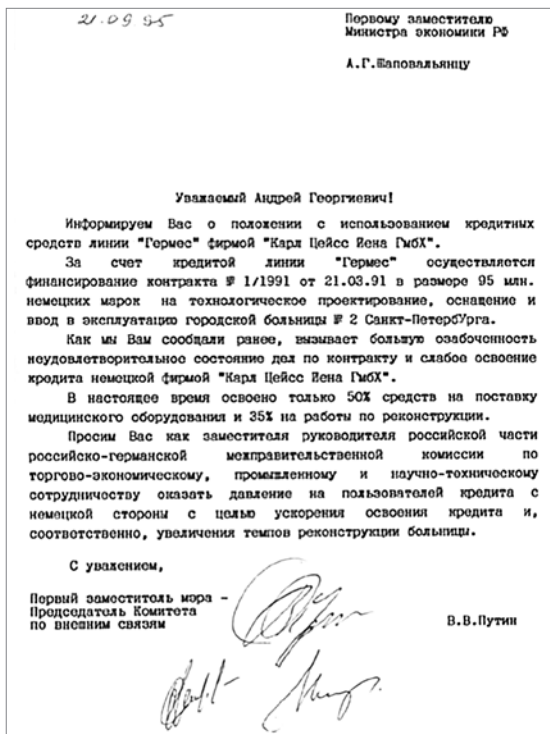 21.09.95
Первому заместителю
Министра экономики РФ
А.Г.Шаповальянцу
Уважаемый Андрей Георгиевич!
Информируем Вас о положении с использованием кредитных
средств линии "Гермес" фирмой "Карл Цейсс Йена ГмбХ".
За счет кредитой линии "Гермес" осуществляется
финансирование контракта № 1/1991 от 21.03.91 в размере 95 млн.
немецких марок на технологическое проектирование, оснащение и
ввод в эксплуатацию городской больницы № 2 Санкт-ПетерБУрга.
Как мы Вам сообщали ранее, вызывает большую озабоченность
неудовлетворительное состояние дел по контракту и слабое освоение
кредита немецкой фирмой "Карл Цейсс Йена ГмбХ".
В настоящее время освоено только 50% средств на поставку
медицинского оборудования и 35% на работы по реконструкции.
Просим Вас как заместителя руководителя российской части
российско-германской межправительственной комиссии по
торгово-экономическому, промышленному и научно-техническому
сотрудничеству оказать давление на пользователей кредита с
немецкой стороны с целью ускорения освоения кредита и,
соответственно, увеличения темпов реконструкции больницы.
С уважением,
Первый заместитель мэра -
Председатель Комитета
по внешним связям
В.В.Путин